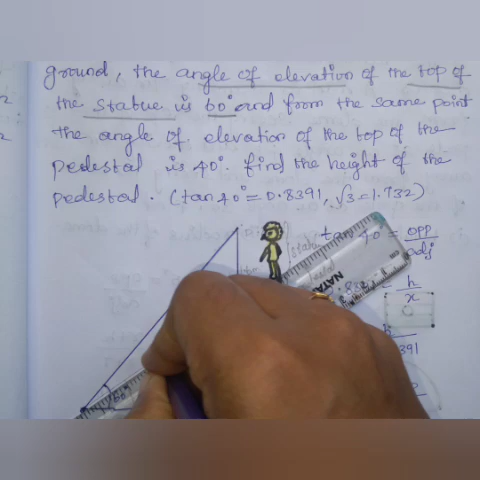 ground, the angle of elevation of the top of
the statue is 60° and from the same point
the angle of elevation of the top of the
pedestal is 40°. find the height of the
pedestal. (tan 40° = 0.8391, √3 = 1.732)
tan 40 = opp
adj
= h
x
h
391
NATA